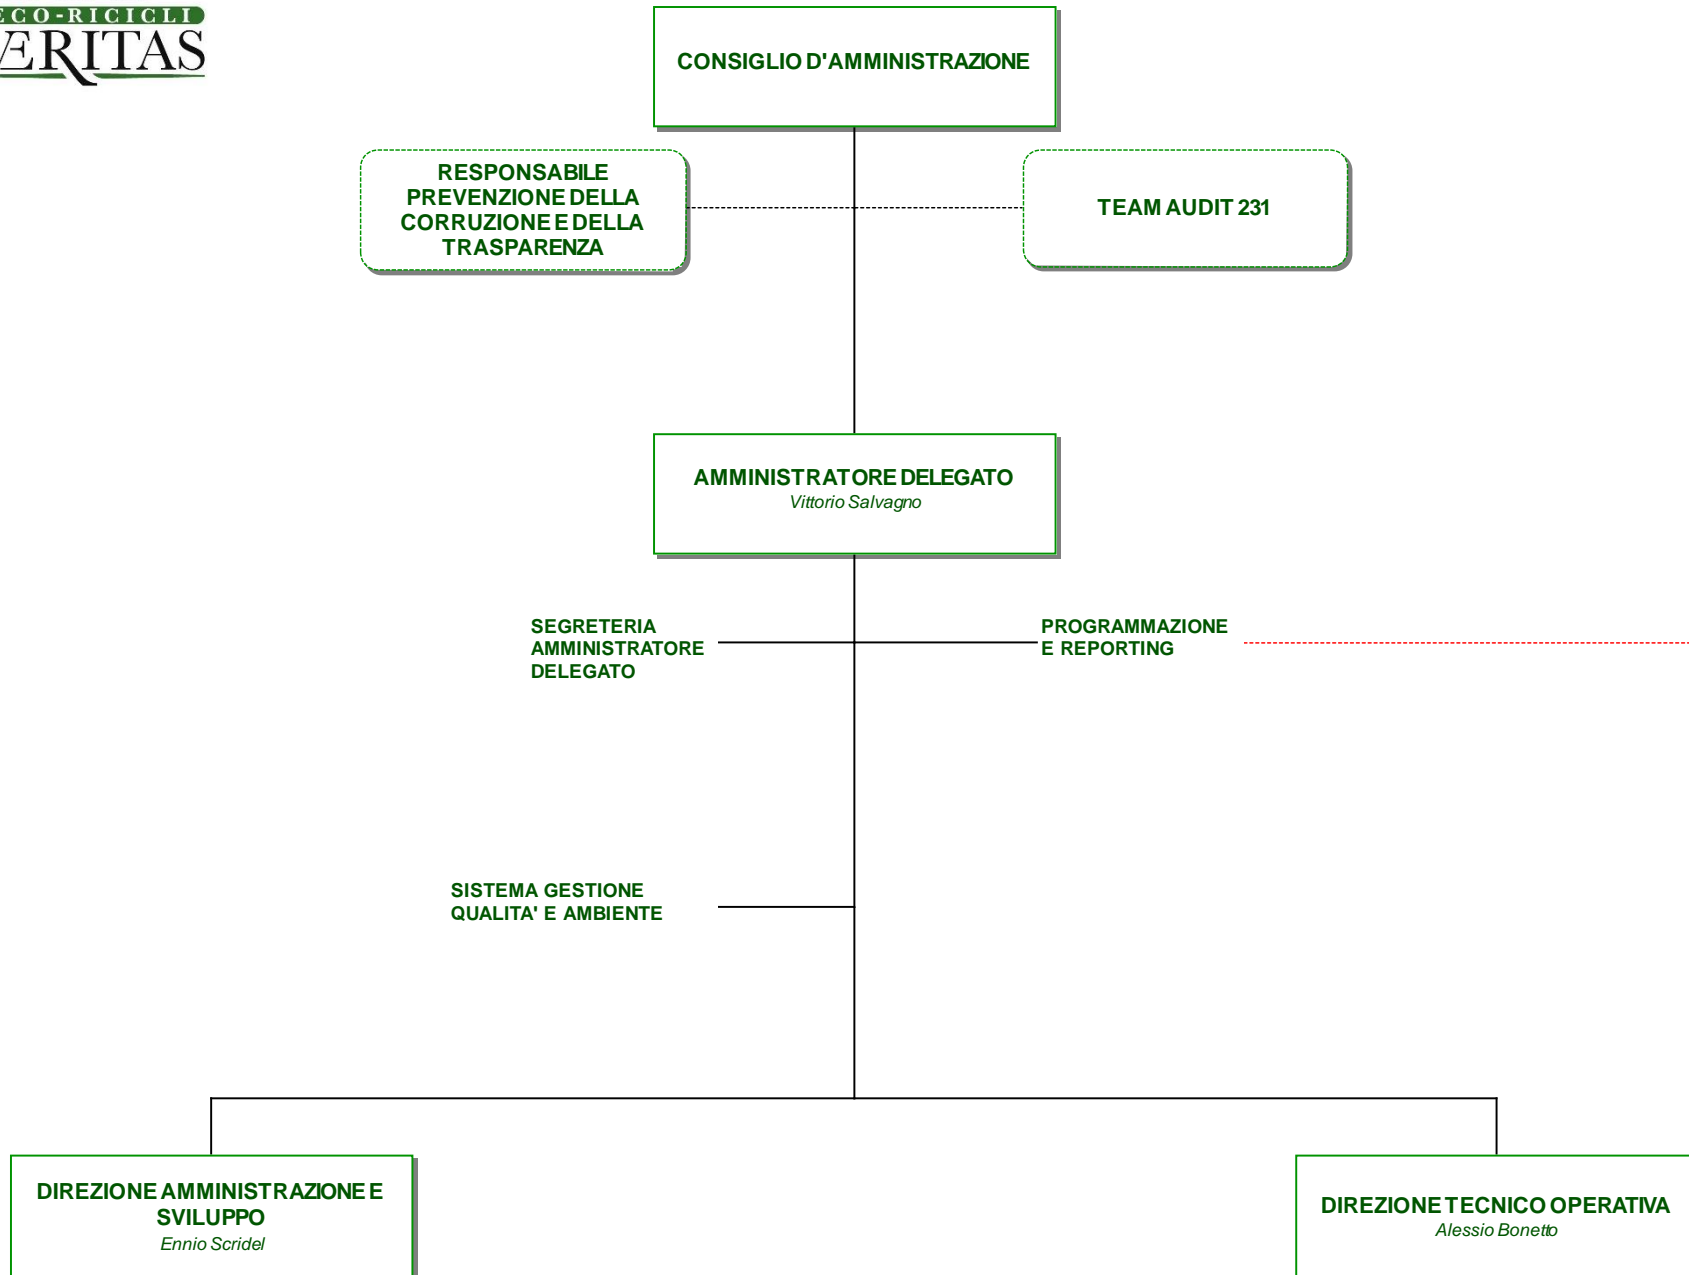 ECO-RICICLI
VERITAS
CONSIGLIO D'AMMINISTRAZIONE
RESPONSABILE
PREVENZIONE DELLA
CORRUZIONE E DELLA
TRASPARENZA
TEAM AUDIT 231
AMMINISTRATORE DELEGATO
Vittorio Salvagno
SEGRETERIA
AMMINISTRATORE
DELEGATO
PROGRAMMAZIONE
E REPORTING
SISTEMA GESTIONE
QUALITA' E AMBIENTE
DIREZIONE AMMINISTRAZIONE E
SVILUPPO
Ennio Scridel
DIREZIONE TECNICO OPERATIVA
Alessio Bonetto